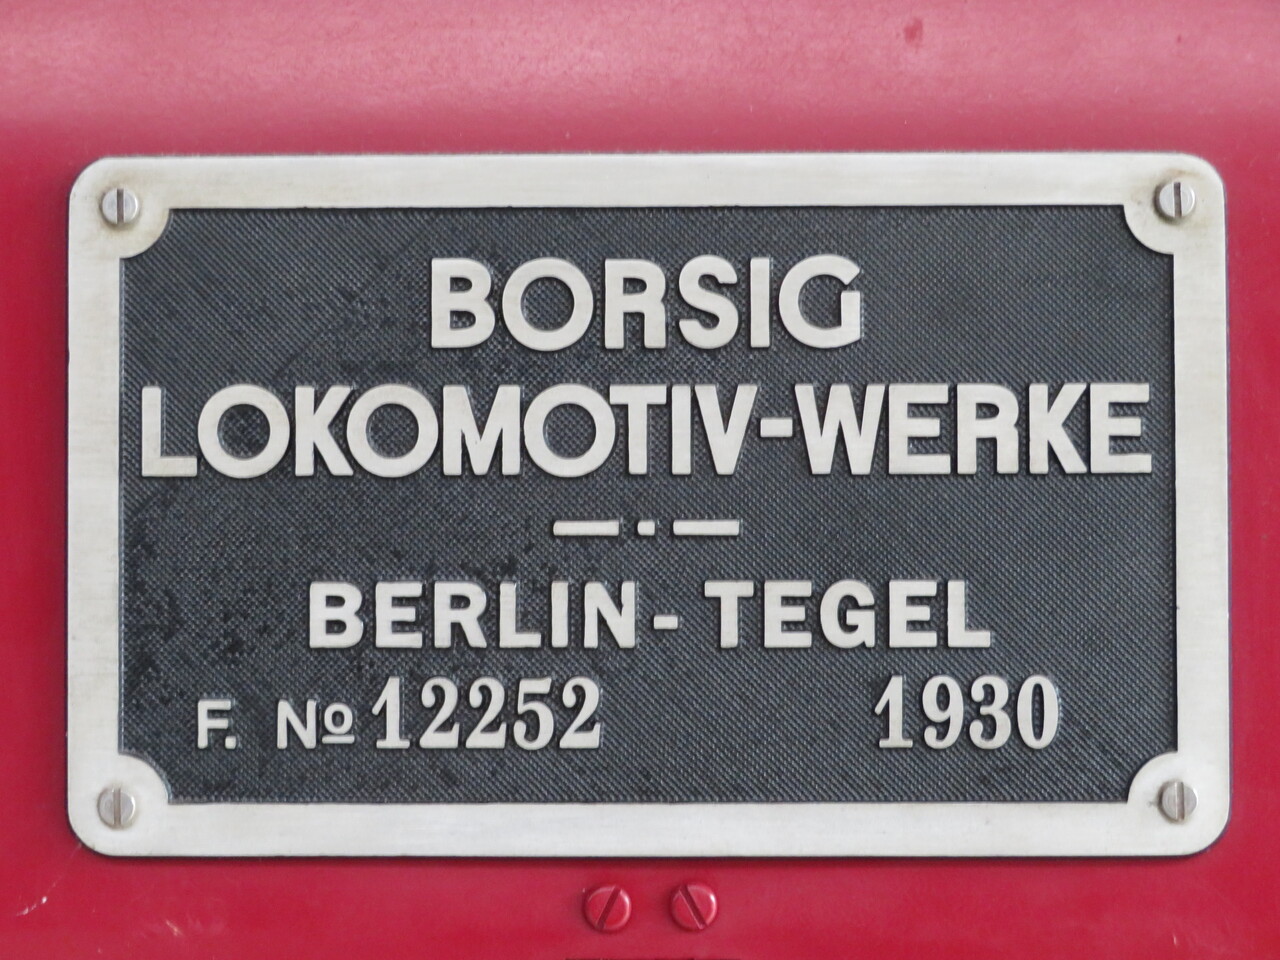 BORSIG
LOKOMOTIV-WERKE
BERLIN-TEGEL
F. Nº 12252 1930